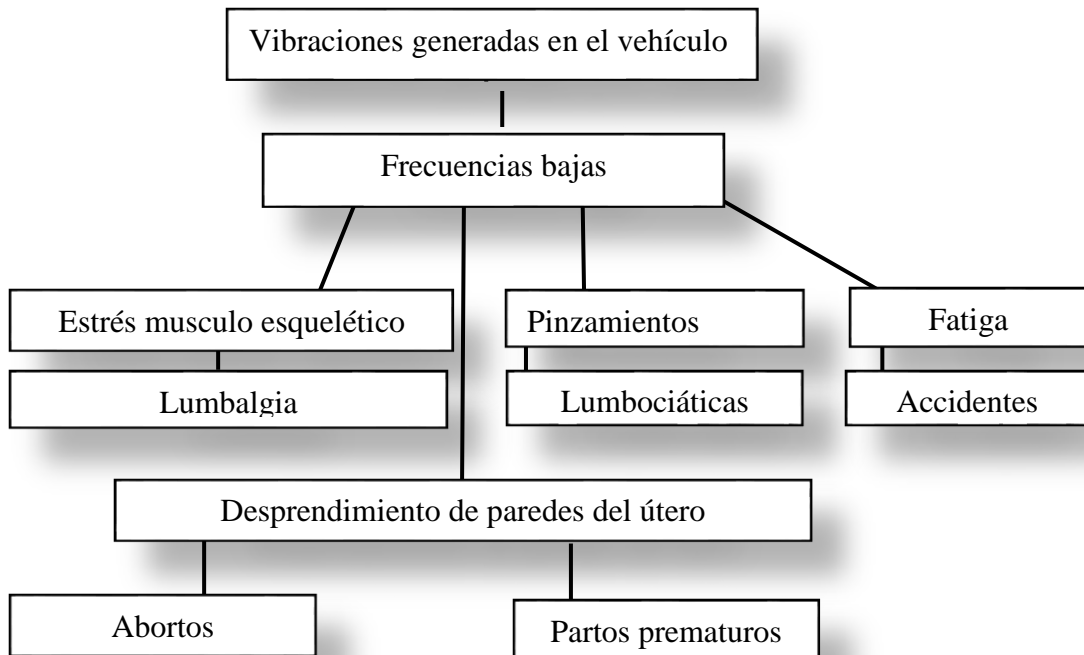 Vibraciones generadas en el vehículo
Frecuencias bajas
Estrés musculo esquelético
Pinzamientos
Fatiga
Lumbalgia
Lumbociáticas
Accidentes
Desprendimiento de paredes del útero
Abortos
Partos prematuros